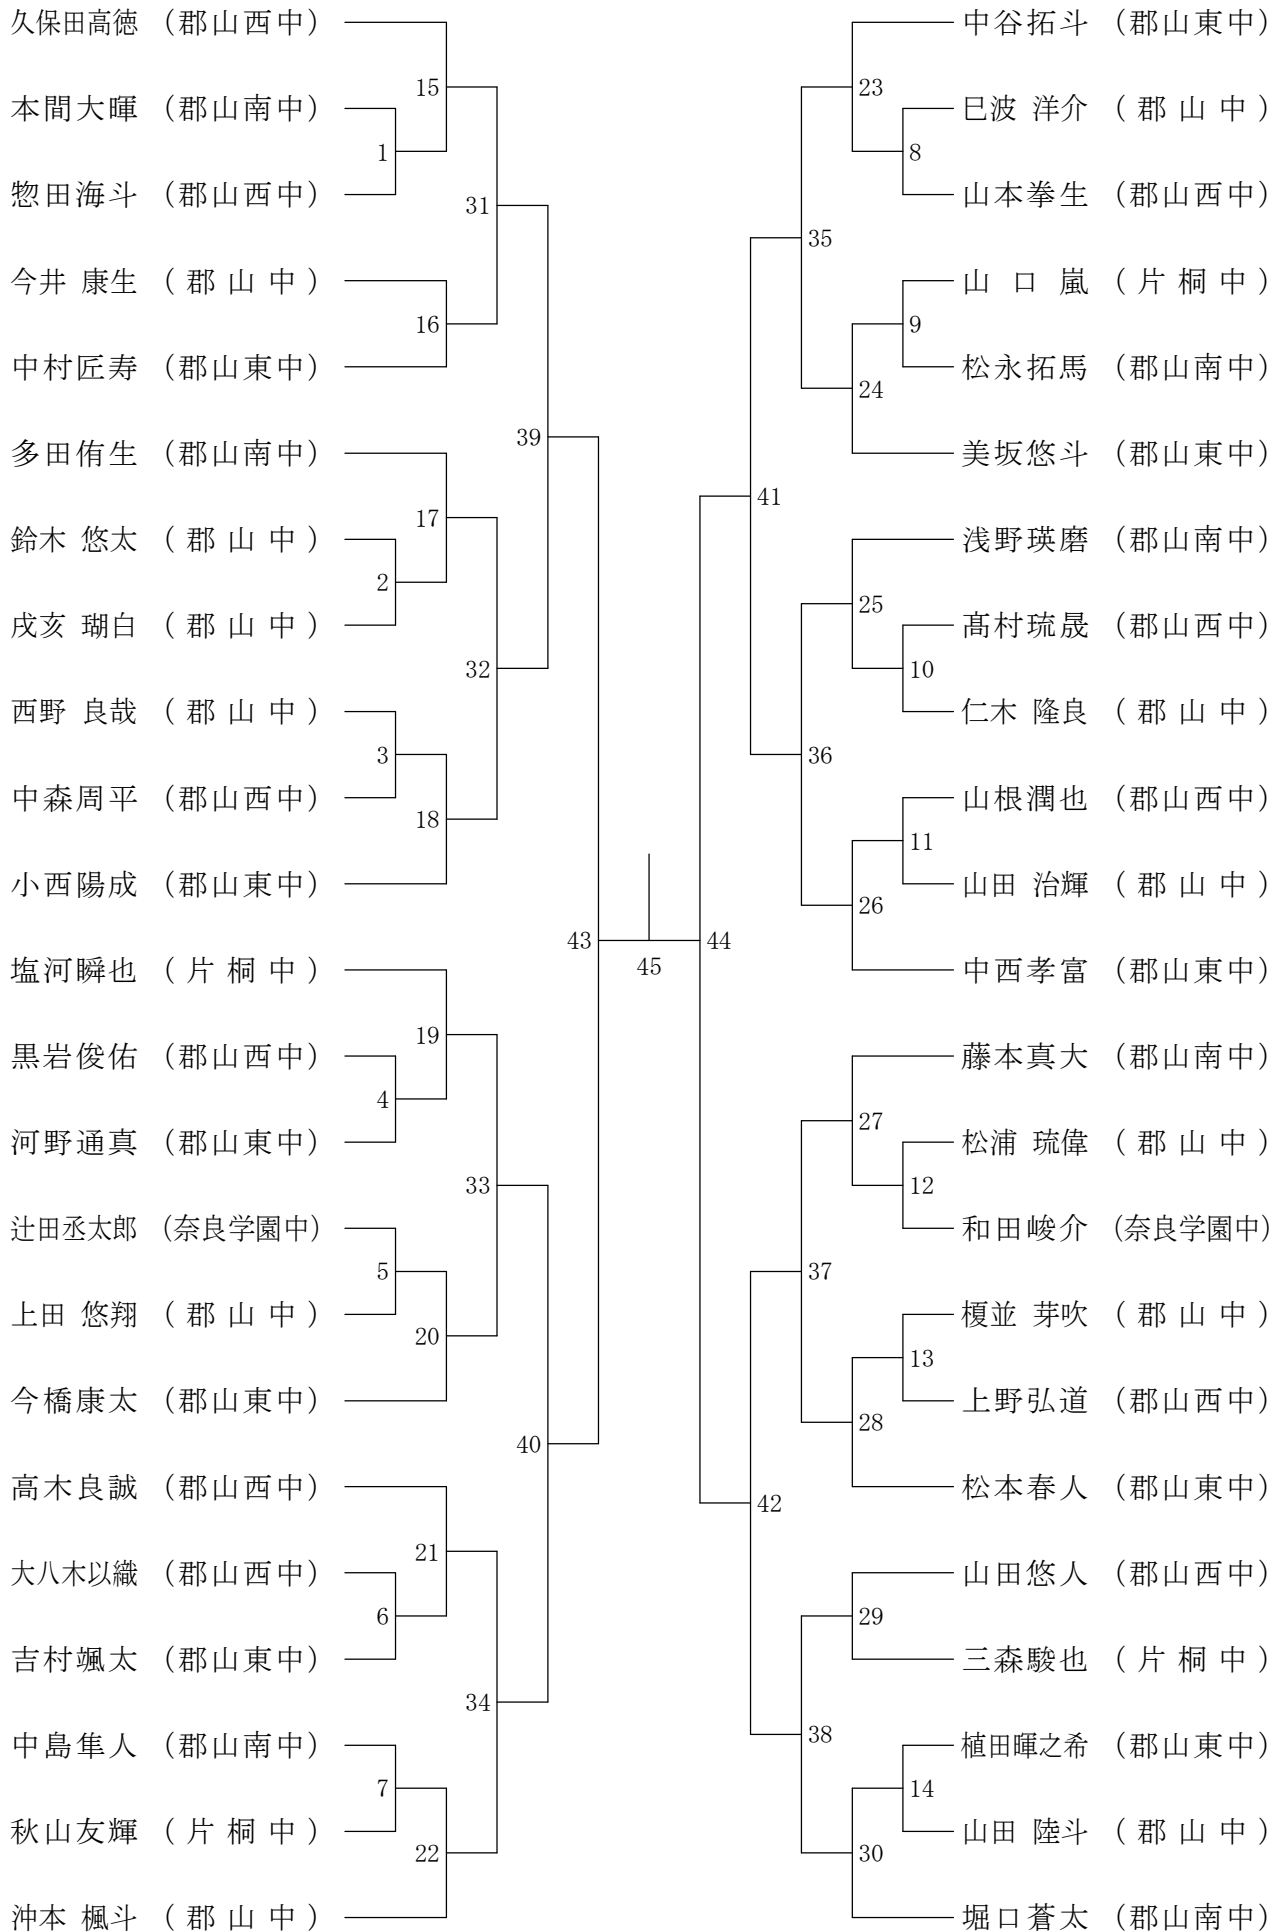 久保田高徳 （郡山西中）
本間大暉 （郡山南中）
惣田海斗 （郡山西中）
今井 康生 （ 郡 山 中 ）
中村匠寿 （郡山東中）
多田侑生 （郡山南中）
鈴木 悠太 （ 郡 山 中 ）
戌亥 瑚白 （ 郡 山 中 ）
西野 良哉 （ 郡 山 中 ）
中森周平 （郡山西中）
小西陽成 （郡山東中）
塩河瞬也 （ 片 桐 中 ）
黒岩俊佑 （郡山西中）
河野通真 （郡山東中）
辻田丞太郎 （奈良学園中）
上田 悠翔 （ 郡 山 中 ）
今橋康太 （郡山東中）
高木良誠 （郡山西中）
大八木以織 （郡山西中）
吉村颯太 （郡山東中）
中島隼人 （郡山南中）
秋山友輝 （ 片 桐 中 ）
沖本 楓斗 （ 郡 山 中 ）
1
2
3
4
5
6
7
15
16
17
18
19
20
21
22
31
32
33
34
39
40
43
45
44
41
42
35
36
37
38
23
24
25
26
27
28
29
30
8
9
10
11
12
13
14
中谷拓斗 （郡山東中）
巳波 洋介 （ 郡 山 中 ）
山本拳生 （郡山西中）
山 口 嵐 （ 片 桐 中 ）
松永拓馬 （郡山南中）
美坂悠斗 （郡山東中）
浅野瑛磨 （郡山南中）
髙村琉晟 （郡山西中）
仁木 隆良 （ 郡 山 中 ）
山根潤也 （郡山西中）
山田 治輝 （ 郡 山 中 ）
中西孝富 （郡山東中）
藤本真大 （郡山南中）
松浦 琉偉 （ 郡 山 中 ）
和田峻介 （奈良学園中）
榎並 芽吹 （ 郡 山 中 ）
上野弘道 （郡山西中）
松本春人 （郡山東中）
山田悠人 （郡山西中）
三森駿也 （ 片 桐 中 ）
植田暉之希 （郡山東中）
山田 陸斗 （ 郡 山 中 ）
堀口蒼太 （郡山南中）